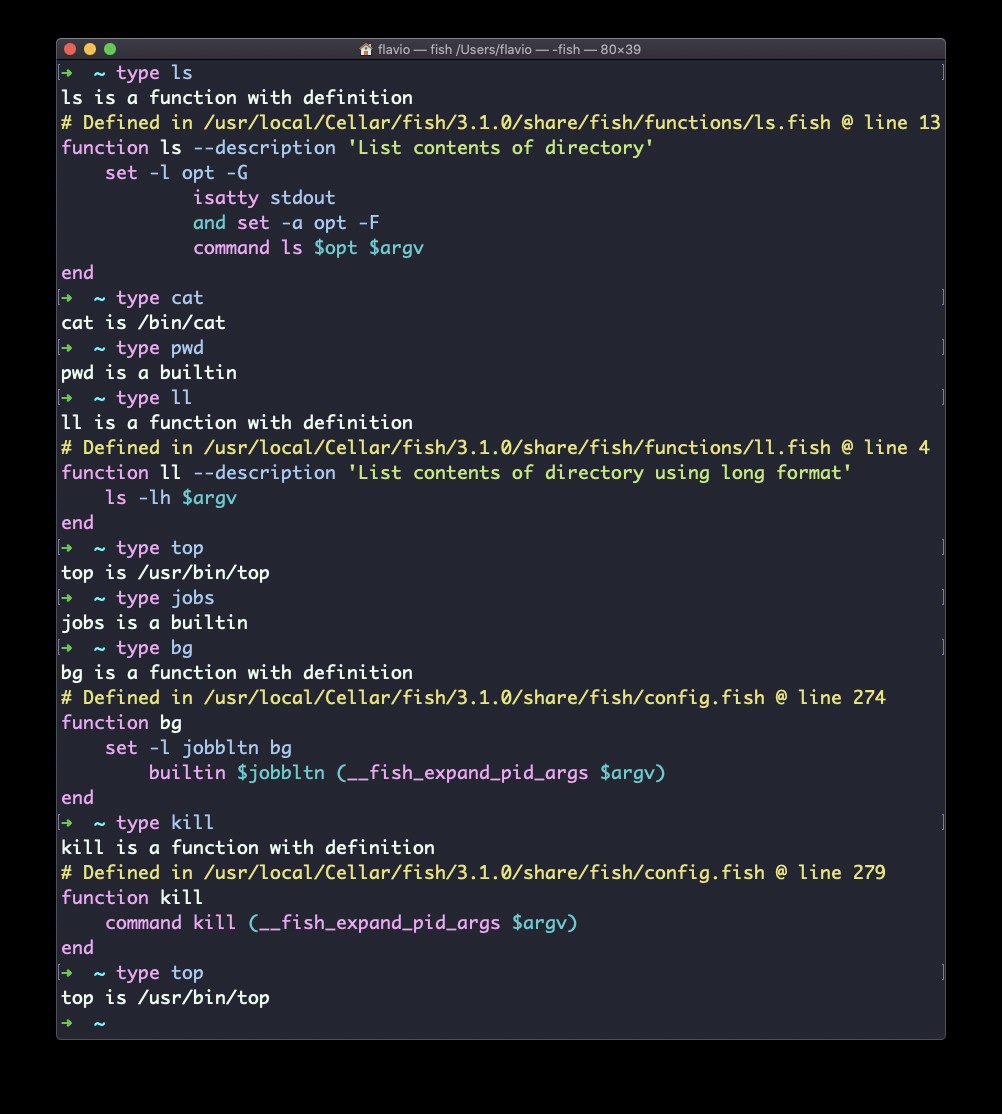 flavio — fish /Users/flavio — -fish — 80×39
[➜  ~ type ls ]
ls is a function with definition
# Defined in /usr/local/Cellar/fish/3.1.0/share/fish/functions/ls.fish @ line 13
function ls --description 'List contents of directory'
    set -l opt -G
            isatty stdout
            and set -a opt -F
            command ls $opt $argv
end
[➜  ~ type cat ]
cat is /bin/cat
[➜  ~ type pwd ]
pwd is a builtin
[➜  ~ type ll ]
ll is a function with definition
# Defined in /usr/local/Cellar/fish/3.1.0/share/fish/functions/ll.fish @ line 4
function ll --description 'List contents of directory using long format'
    ls -lh $argv
end
[➜  ~ type top ]
top is /usr/bin/top
[➜  ~ type jobs ]
jobs is a builtin
[➜  ~ type bg ]
bg is a function with definition
# Defined in /usr/local/Cellar/fish/3.1.0/share/fish/config.fish @ line 274
function bg
    set -l jobbltn bg
        builtin $jobbltn (__fish_expand_pid_args $argv)
end
[➜  ~ type kill ]
kill is a function with definition
# Defined in /usr/local/Cellar/fish/3.1.0/share/fish/config.fish @ line 279
function kill
    command kill (__fish_expand_pid_args $argv)
end
[➜  ~ type top ]
top is /usr/bin/top
➜  ~